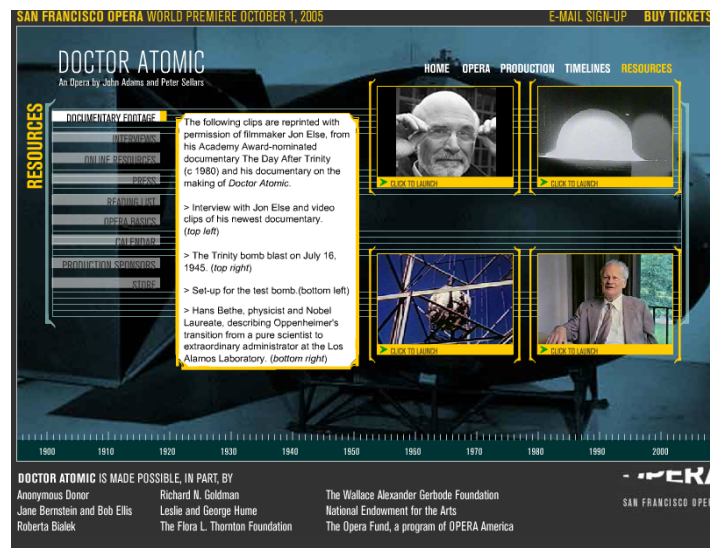 SAN FRANCISCO OPERA WORLD PREMIERE OCTOBER 1, 2005
E-MAIL SIGN-UP BUY TICKETS
DOCTOR ATOMIC
An Opera by John Adams and Peter Sellars
HOME OPERA PRODUCTION TIMELINES RESOURCES
RESOURCES
DOCUMENTARY FOOTAGE
INTERVIEWS
ONLINE RESOURCES
PRESS
READING LIST
OPERA BASICS
CALENDAR
PRODUCTION SPONSORS
STORE
The following clips are reprinted with
permission of filmmaker Jon Else, from
his Academy Award-nominated
documentary The Day After Trinity
(c 1980) and his documentary on the
making of Doctor Atomic.
> Interview with Jon Else and video
clips of his newest documentary.
(top left)
> The Trinity bomb blast on July 16,
1945. (top right)
> Set-up for the test bomb.(bottom left)
> Hans Bethe, physicist and Nobel
Laureate, describing Oppenheimer's
transition from a pure scientist to
extraordinary administrator at the Los
Alamos Laboratory. (bottom right)
CLICK TO LAUNCH
CLICK TO LAUNCH
CLICK TO LAUNCH
CLICK TO LAUNCH
1900 1910 1920 1930 1940 1950 1960 1970 1980 1990 2000
DOCTOR ATOMIC IS MADE POSSIBLE, IN PART, BY
Anonymous Donor
Jane Bernstein and Bob Ellis
Roberta Bialek
Richard N. Goldman
Leslie and George Hume
The Flora L. Thornton Foundation
The Wallace Alexander Gerbode Foundation
National Endowment for the Arts
The Opera Fund, a program of OPERA America
SAN FRANCISCO